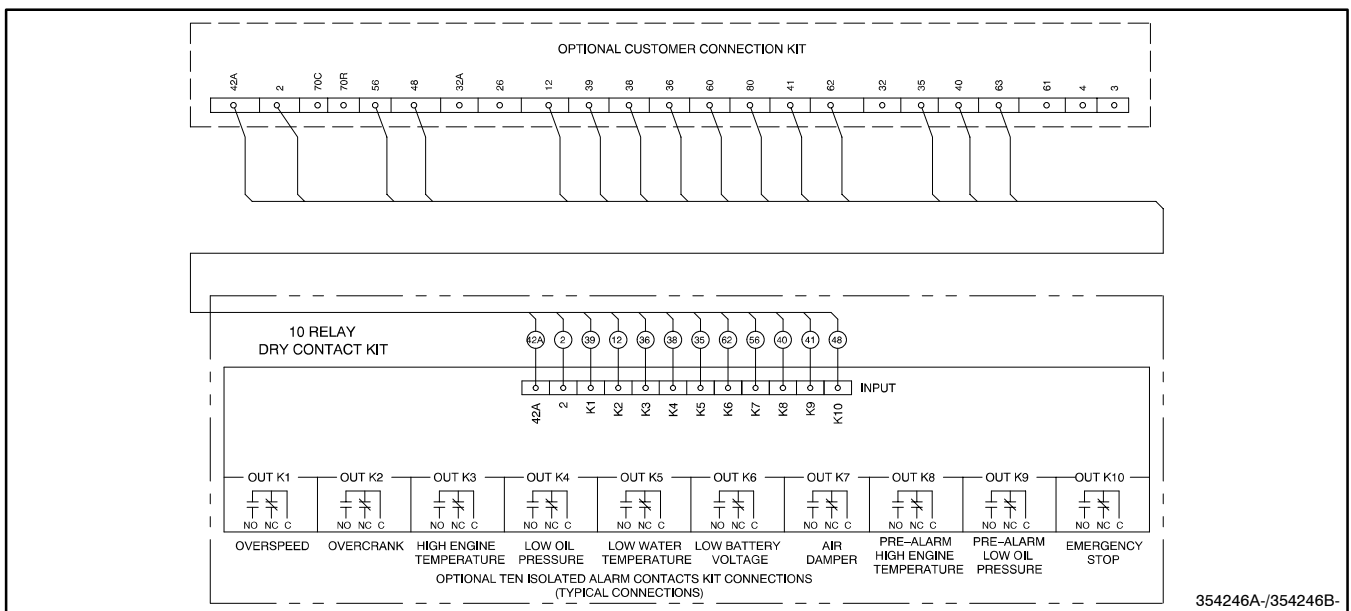 OPTIONAL CUSTOMER CONNECTION KIT
42A 2 70C 70R 56 48 32A 26 12 39 38 36 60 80 41 62 32 35 40 63 61 4 3
10 RELAY
DRY CONTACT KIT
42A 2 39 12 36 38 35 62 56 40 41 48
INPUT
42A 2 K1 K2 K3 K4 K5 K6 K7 K8 K9 K10
OUT K1 OUT K2 OUT K3 OUT K4 OUT K5 OUT K6 OUT K7 OUT K8 OUT K9 OUT K10
NO NC C NO NC C NO NC C NO NC C NO NC C NO NC C NO NC C NO NC C NO NC C NO NC C
OVERSPEED
OVERCRANK
HIGH ENGINE
TEMPERATURE
LOW OIL
PRESSURE
LOW WATER
TEMPERATURE
LOW BATTERY
VOLTAGE
AIR
DAMPER
PRE-ALARM
HIGH ENGINE
TEMPERATURE
PRE-ALARM
LOW OIL
PRESSURE
EMERGENCY
STOP
OPTIONAL TEN ISOLATED ALARM CONTACTS KIT CONNECTIONS
(TYPICAL CONNECTIONS)
354246A-/354246B-